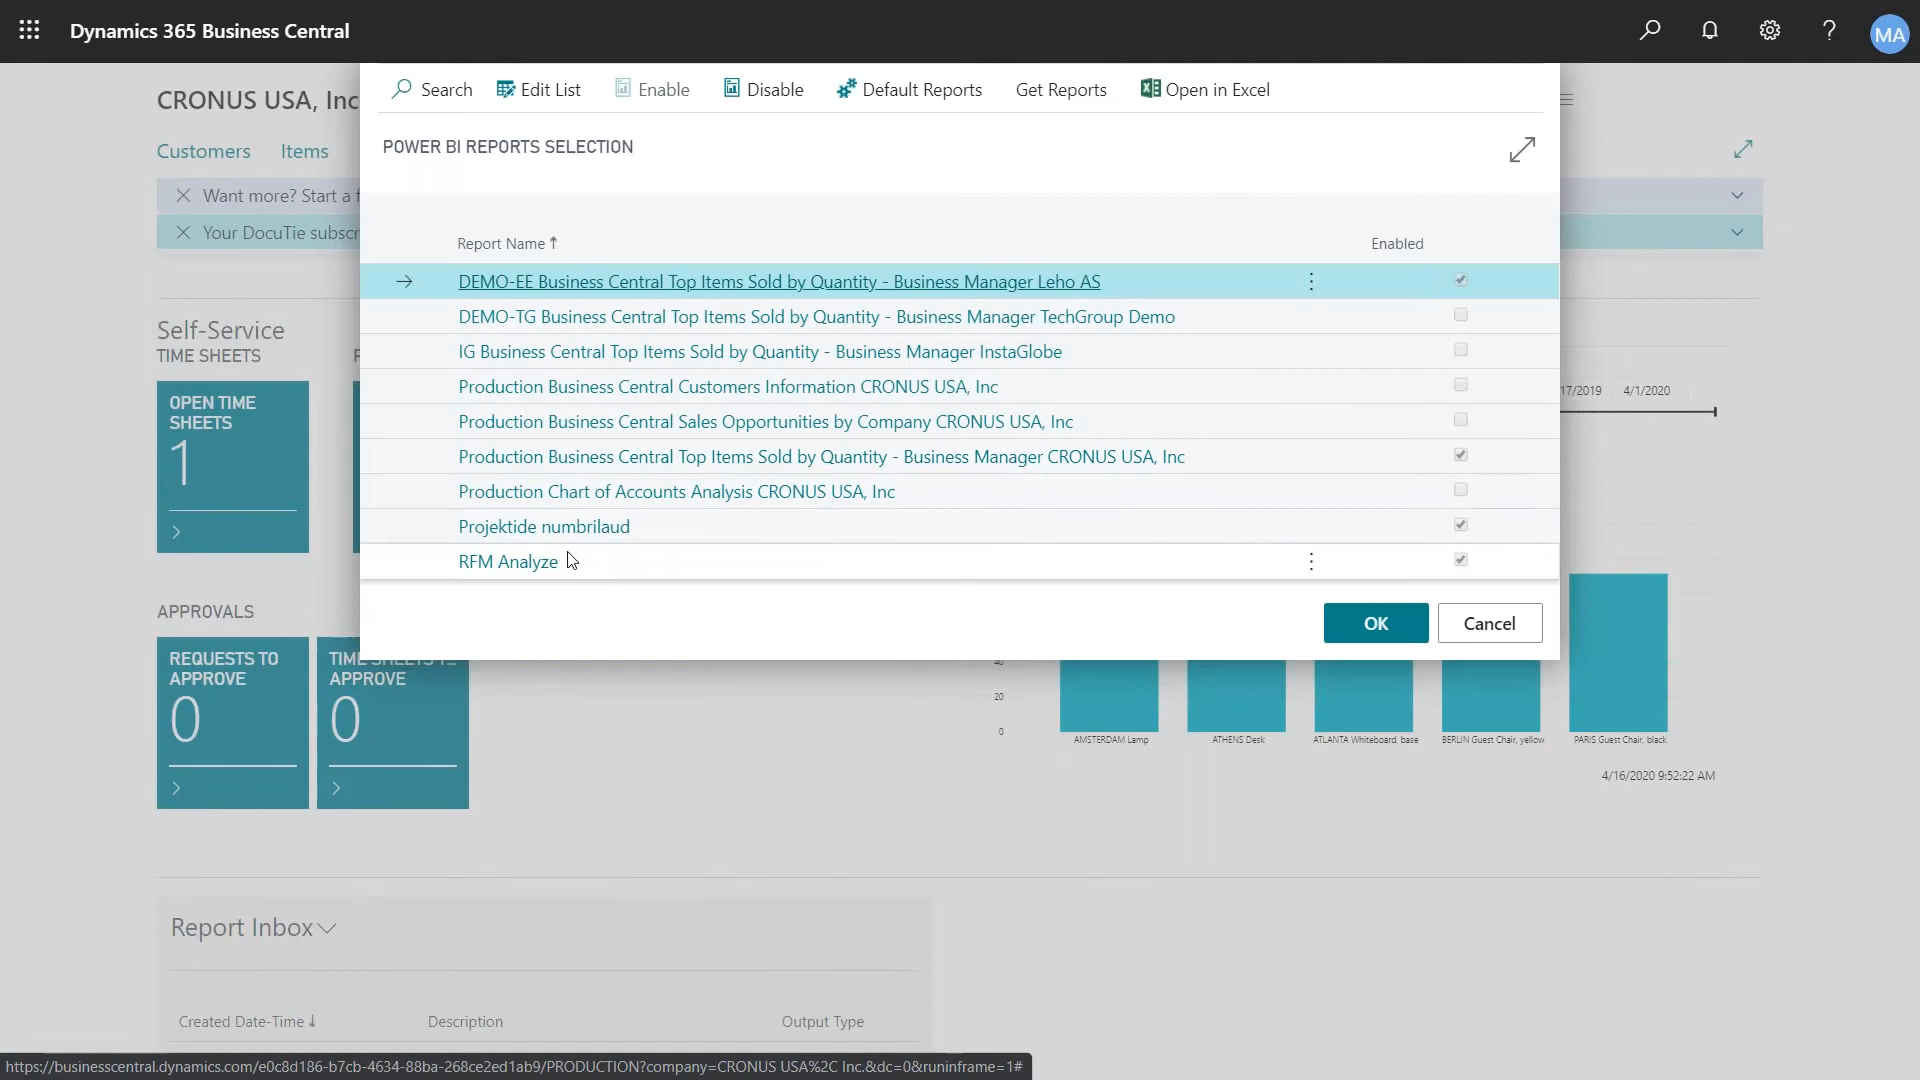 Dynamics 365 Business Central
MA
CRONUS USA, Inc
Customers
Items
Want more? Start a f
Your DocuTie subscr
Search
Edit List
Enable
Disable
Default Reports
Get Reports
Open in Excel
POWER BI REPORTS SELECTION
Report Name ↑
Enabled
DEMO-EE Business Central Top Items Sold by Quantity - Business Manager Leho AS
DEMO-TG Business Central Top Items Sold by Quantity - Business Manager TechGroup Demo
IG Business Central Top Items Sold by Quantity - Business Manager InstaGlobe
Production Business Central Customers Information CRONUS USA, Inc
Production Business Central Sales Opportunities by Company CRONUS USA, Inc
Production Business Central Top Items Sold by Quantity - Business Manager CRONUS USA, Inc
Production Chart of Accounts Analysis CRONUS USA, Inc
Projektide numbrilaud
RFM Analyze
OK
Cancel
Self-Service
TIME SHEETS
OPEN TIME
SHEETS
1
17/2019
4/1/2020
APPROVALS
REQUESTS TO
APPROVE
0
TIME SHEETS T...
APPROVE
0
40
20
0
AMSTERDAM Lamp
ATHENS Desk
ATLANTA Whiteboard, base
BERLIN Guest Chair, yellow
PARIS Guest Chair, black
4/16/2020 9:52:22 AM
Report Inbox
Created Date-Time ↓
Description
Output Type
https://businesscentral.dynamics.com/e0c8d186-b7cb-4634-88ba-268ce2ed1ab9/PRODUCTION?company=CRONUS USA%2C Inc.&dc=0&runinframe=1#